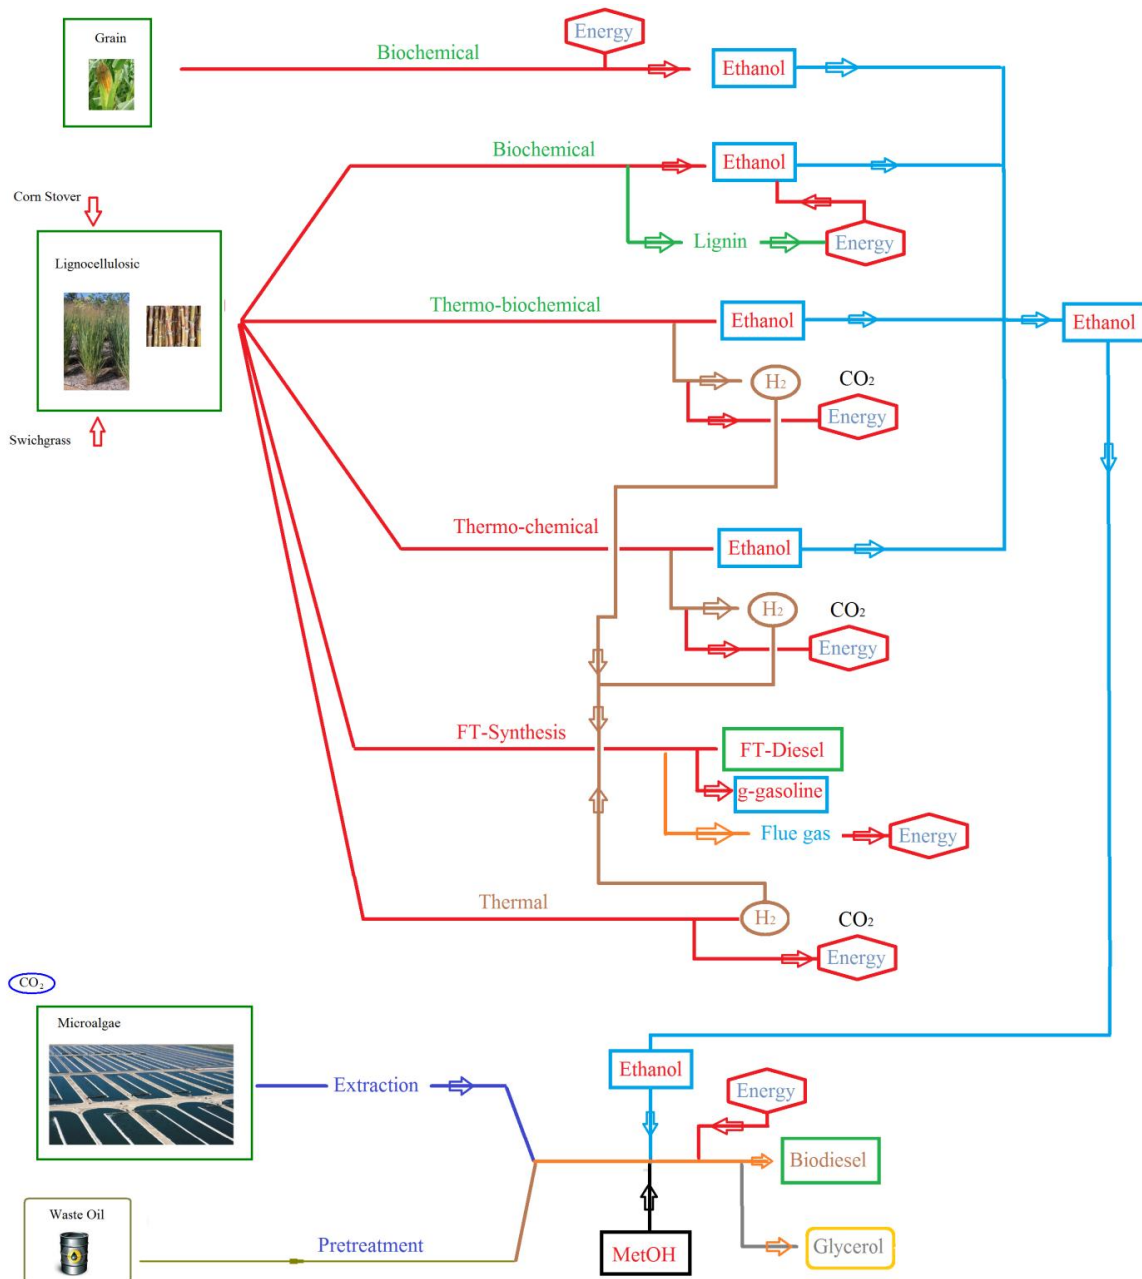 Grain
Biochemical
Energy
Ethanol
Corn Stover
Biochemical
Ethanol
Lignocellulosic
Lignin
Energy
Thermo-biochemical
Ethanol
Ethanol
H2
CO2
Energy
Swichgrass
Thermo-chemical
Ethanol
H2
CO2
Energy
FT-Synthesis
FT-Diesel
g-gasoline
Flue gas
Energy
Thermal
H2
CO2
Energy
CO2
Microalgae
Extraction
Ethanol
Energy
Biodiesel
Waste Oil
Pretreatment
MetOH
Glycerol